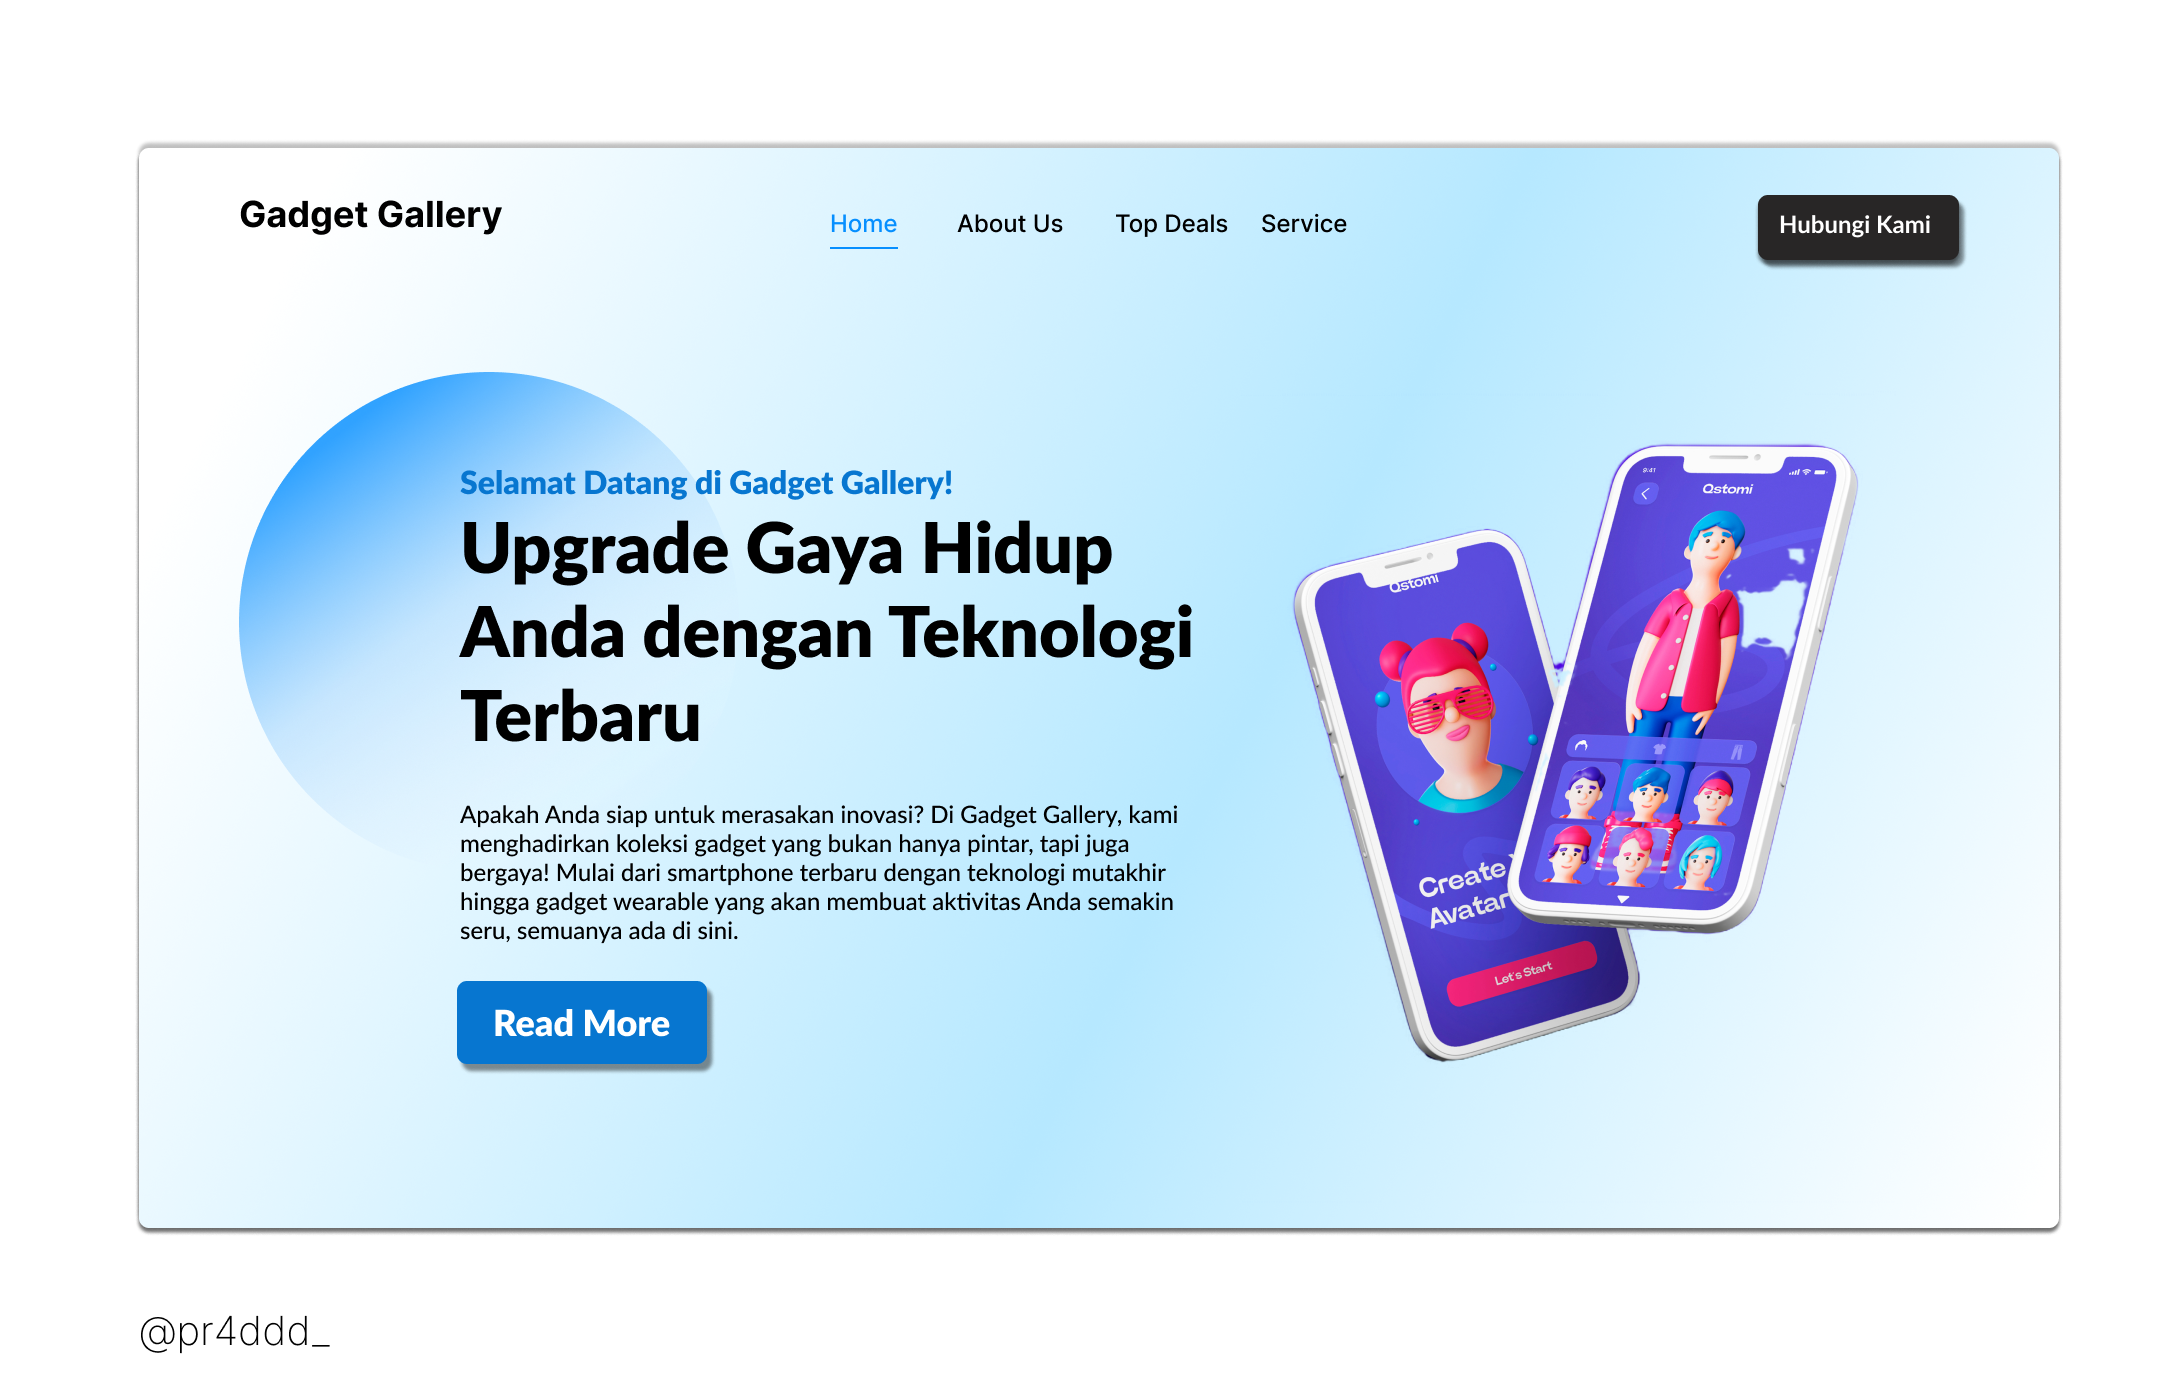 Gadget Gallery
Home
About Us
Top Deals
Service
Hubungi Kami
Selamat Datang di Gadget Gallery!
Upgrade Gaya Hidup
Anda dengan Teknologi
Terbaru
Apakah Anda siap untuk merasakan inovasi? Di Gadget Gallery, kami
menghadirkan koleksi gadget yang bukan hanya pintar, tapi juga
bergaya! Mulai dari smartphone terbaru dengan teknologi mutakhir
hingga gadget wearable yang akan membuat aktivitas Anda semakin
seru, semuanya ada di sini.
Read More
Qstomi
Create
Avatar
Let's Start
9:41
Qstomi
@pr4ddd_